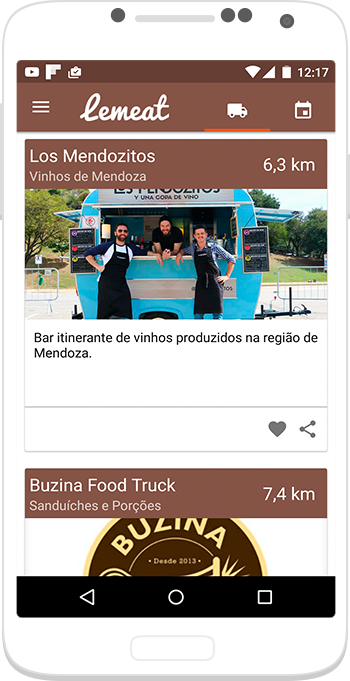 12:17
Lemeat
Los Mendozitos
6,3 km
Vinhos de Mendoza
LOS MENDOZITOS
Y UNA COPA DE VINO
Bar itinerante de vinhos produzidos na região de
Mendoza.
Buzina Food Truck
7,4 km
Sanduíches e Porções
BUZINA
• Desde 2013 •